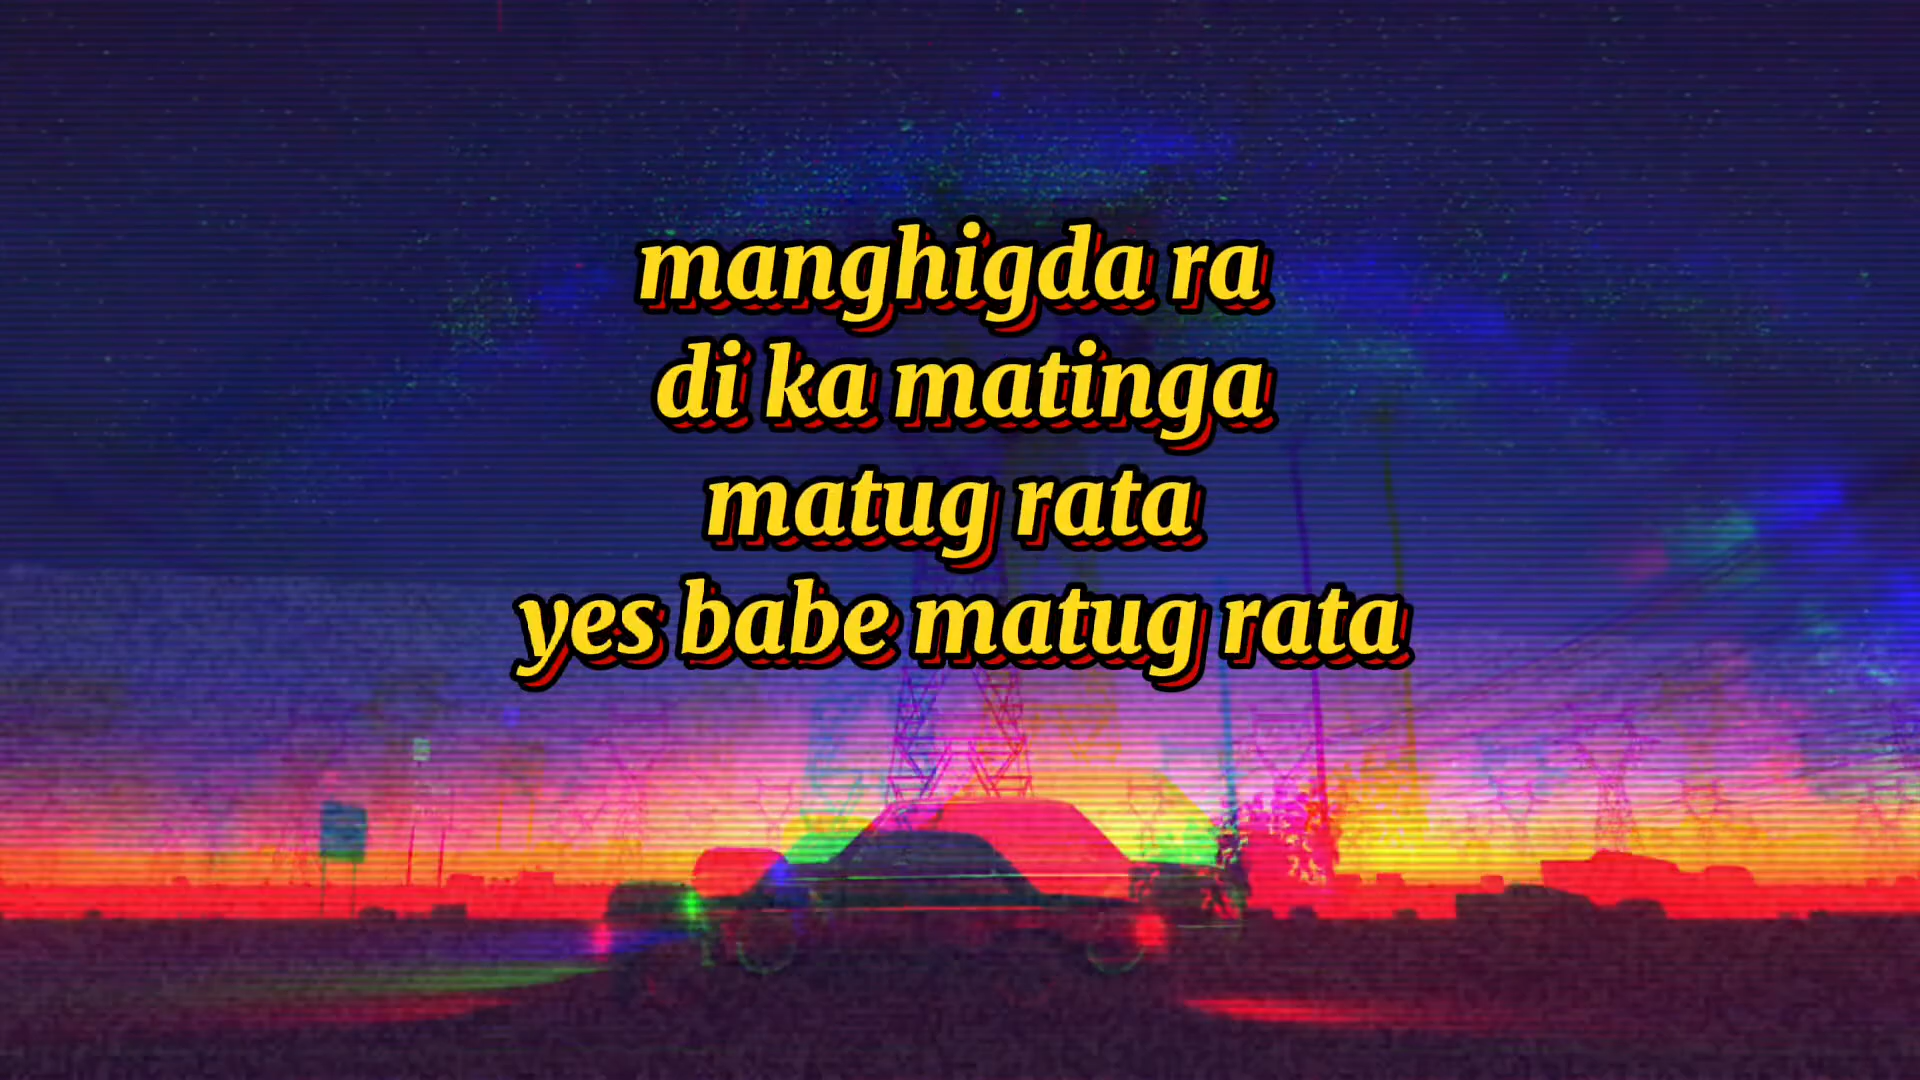 manghigda ra
di ka matinga
matug rata
yes babe matug rata